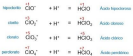 hipoclorito ClO⁻ + H⁺ = HClO Ácido hipocloroso
clorito ClO₂⁻ + H⁺ = HClO₂ Ácido cloroso
clorato ClO₃⁻ + H⁺ = HClO₃ Ácido clórico
perclorato ClO₄⁻ + H⁺ = HClO₄ Ácido perclórico